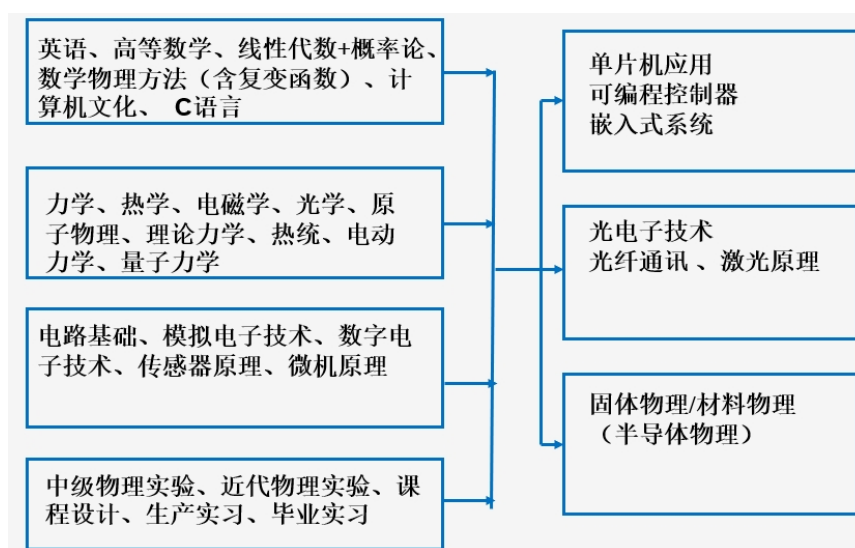 英语、高等数学、线性代数+概率论、
数学物理方法（含复变函数）、计
算机文化、 C语言
力学、热学、电磁学、光学、原
子物理、理论力学、热统、电动
力学、量子力学
电路基础、模拟电子技术、数字电
子技术、传感器原理、微机原理
中级物理实验、近代物理实验、课
程设计、生产实习、毕业实习
单片机应用
可编程控制器
嵌入式系统
光电子技术
光纤通讯 、激光原理
固体物理/材料物理
（半导体物理）